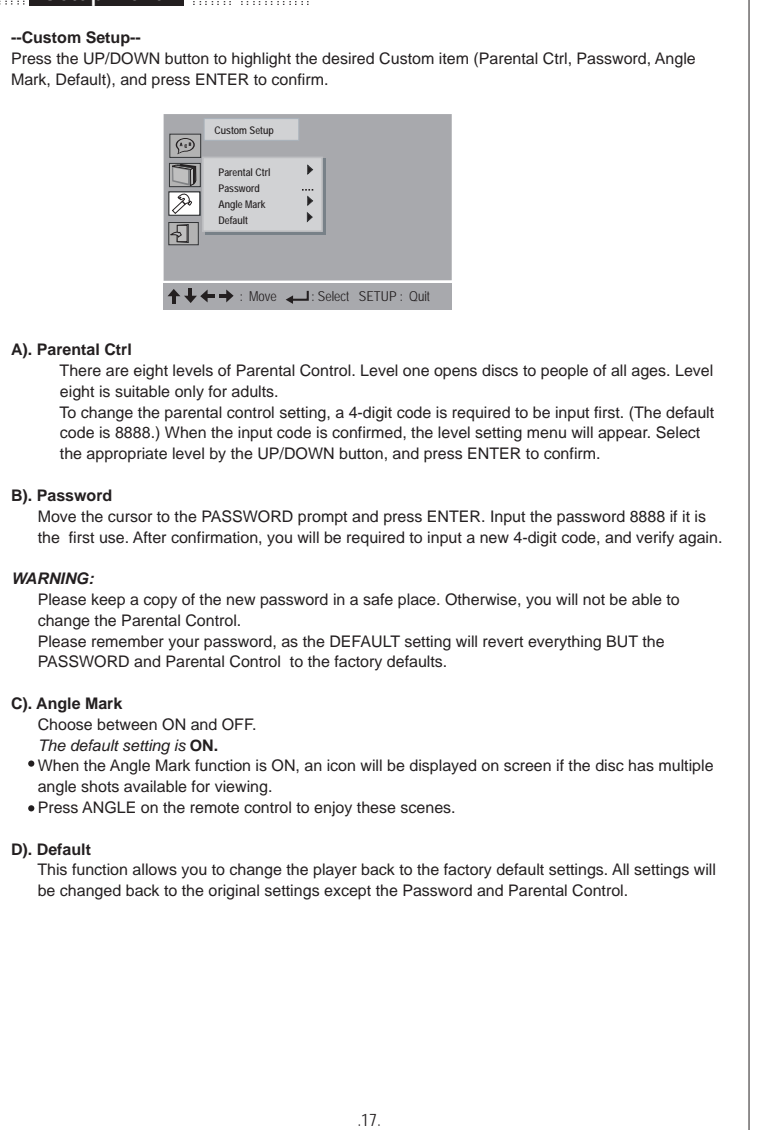 --Custom Setup--
Press the UP/DOWN button to highlight the desired Custom item (Parental Ctrl, Password, Angle
Mark, Default), and press ENTER to confirm.
Custom Setup
Parental Ctrl
Password ....
Angle Mark
Default
: Move : Select SETUP : Quit
A). Parental Ctrl
There are eight levels of Parental Control. Level one opens discs to people of all ages. Level
eight is suitable only for adults.
To change the parental control setting, a 4-digit code is required to be input first. (The default
code is 8888.) When the input code is confirmed, the level setting menu will appear. Select
the appropriate level by the UP/DOWN button, and press ENTER to confirm.
B). Password
Move the cursor to the PASSWORD prompt and press ENTER. Input the password 8888 if it is
the first use. After confirmation, you will be required to input a new 4-digit code, and verify again.
WARNING:
Please keep a copy of the new password in a safe place. Otherwise, you will not be able to
change the Parental Control.
Please remember your password, as the DEFAULT setting will revert everything BUT the
PASSWORD and Parental Control to the factory defaults.
C). Angle Mark
Choose between ON and OFF.
The default setting is ON.
• When the Angle Mark function is ON, an icon will be displayed on screen if the disc has multiple
angle shots available for viewing.
• Press ANGLE on the remote control to enjoy these scenes.
D). Default
This function allows you to change the player back to the factory default settings. All settings will
be changed back to the original settings except the Password and Parental Control.
.17.